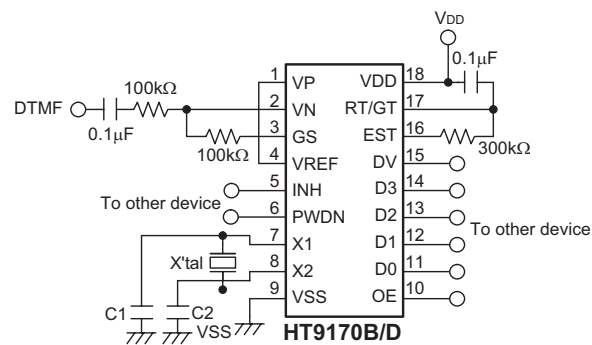 VDD
0.1μF
1 VP VDD 18
100kΩ
DTMF
0.1μF
2 VN RT/GT 17
3 GS EST 16
100kΩ
300kΩ
4 VREF DV 15
5 INH D3 14
To other device
6 PWDN D2 13
To other device
7 X1 D1 12
X'tal
8 X2 D0 11
9 VSS OE 10
C1
C2
VSS
HT9170B/D